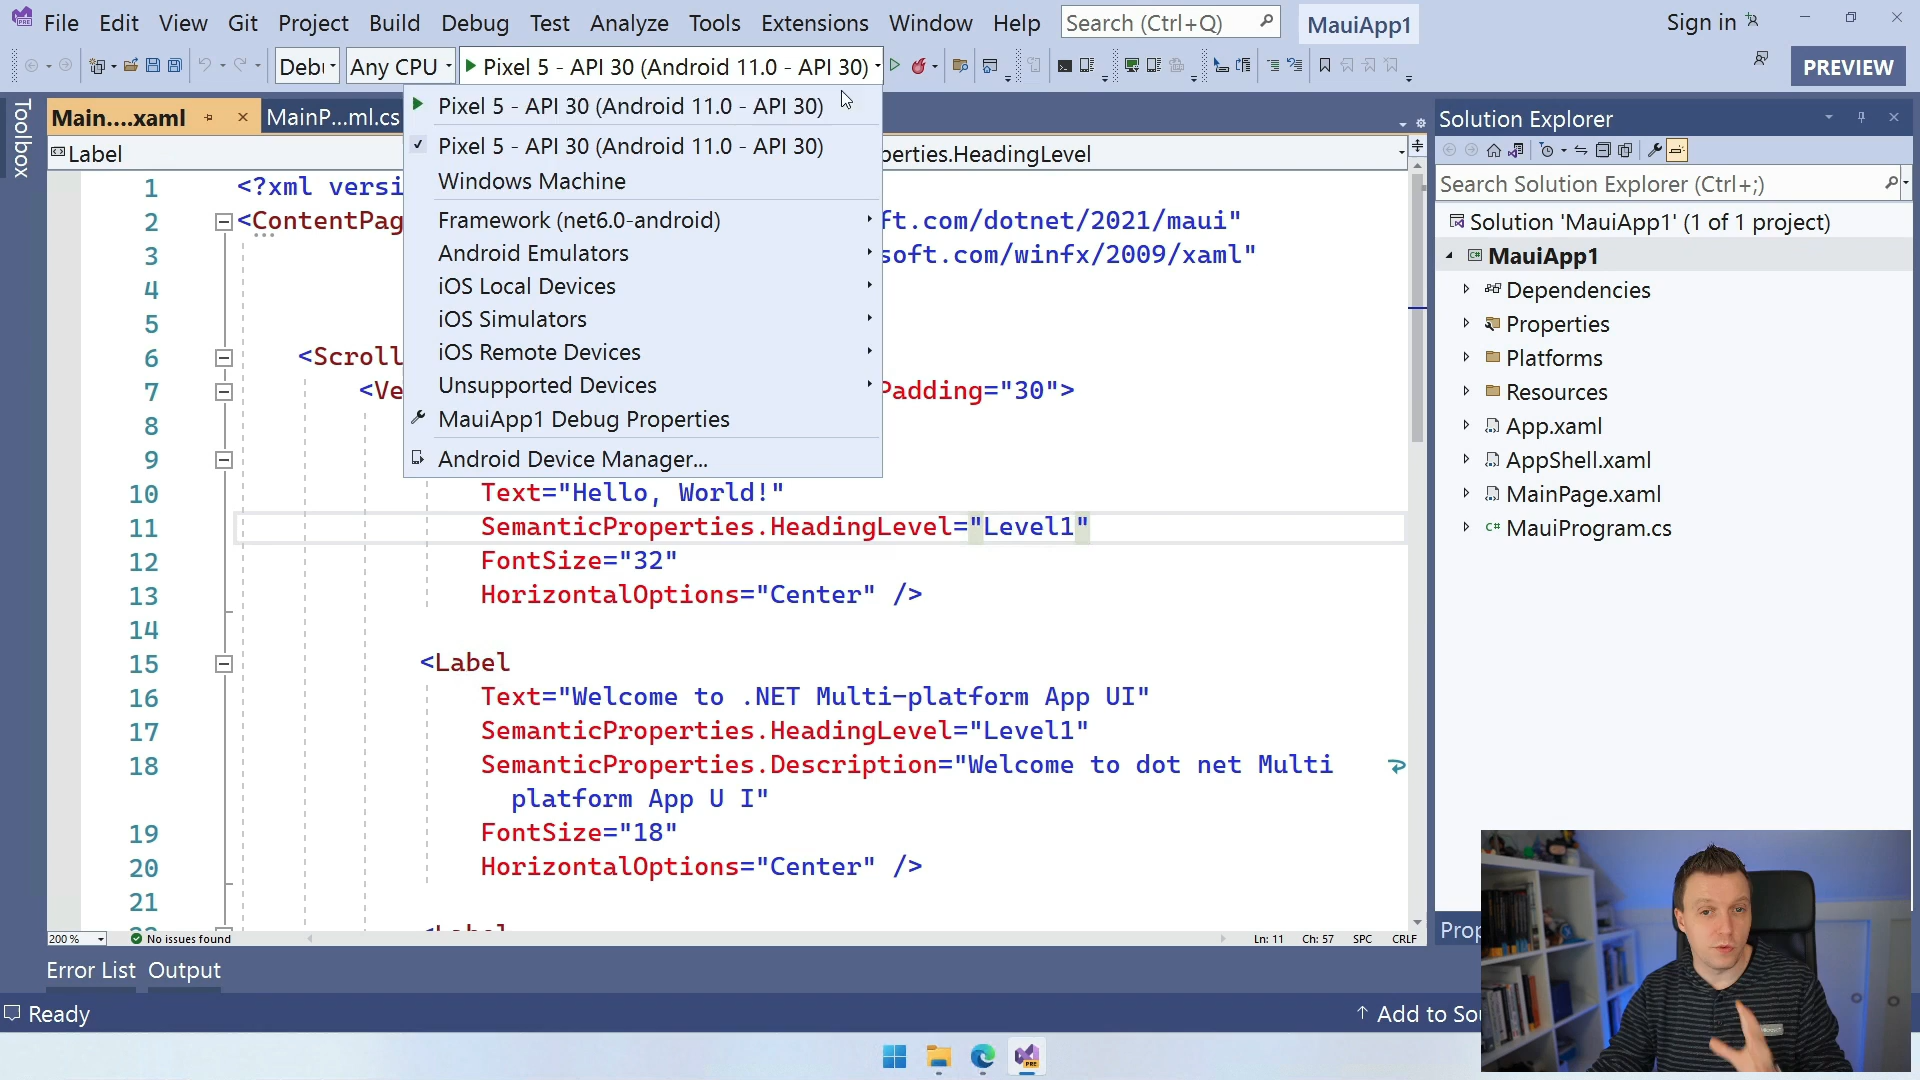 File Edit View Git Project Build Debug Test Analyze Tools Extensions Window Help Search (Ctrl+Q) MauiApp1 Sign in
Any CPU Pixel 5 - API 30 (Android 11.0 - API 30) PREVIEW
Toolbox
Main....xaml MainP...ml.cs
Label
Pixel 5 - API 30 (Android 11.0 - API 30)
Pixel 5 - API 30 (Android 11.0 - API 30)
Windows Machine
Framework (net6.0-android)
Android Emulators
iOS Local Devices
iOS Simulators
iOS Remote Devices
Unsupported Devices
MauiApp1 Debug Properties
Android Device Manager...
perties.HeadingLevel
1 <?xml versi
2 <ContentPag ft.com/dotnet/2021/maui"
3 soft.com/winfx/2009/xaml"
4
5
6 <Scroll
7 <Ve Padding="30">
8
9
10 Text="Hello, World!"
11 SemanticProperties.HeadingLevel="Level1"
12 FontSize="32"
13 HorizontalOptions="Center" />
14
15 <Label
16 Text="Welcome to .NET Multi-platform App UI"
17 SemanticProperties.HeadingLevel="Level1"
18 SemanticProperties.Description="Welcome to dot net Multi
platform App U I"
19 FontSize="18"
20 HorizontalOptions="Center" />
21
200 % No issues found Ln: 11 Ch: 57 SPC CRLF
Error List Output
Ready Add to Sou
Solution Explorer
Search Solution Explorer (Ctrl+;)
Solution 'MauiApp1' (1 of 1 project)
MauiApp1
Dependencies
Properties
Platforms
Resources
App.xaml
AppShell.xaml
MainPage.xaml
MauiProgram.cs
Prop